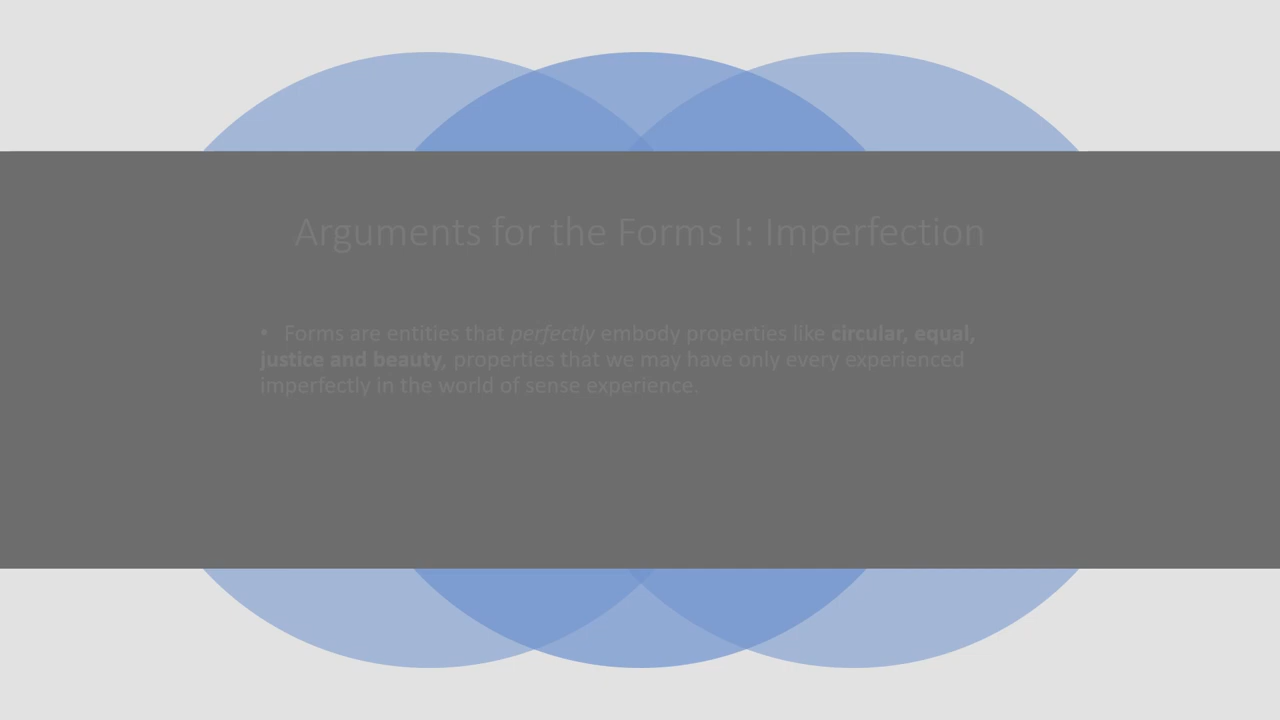 Arguments for the Forms I: Imperfection
• Forms are entities that perfectly embody properties like circular, equal,
justice and beauty, properties that we may have only every experienced
imperfectly in the world of sense experience.